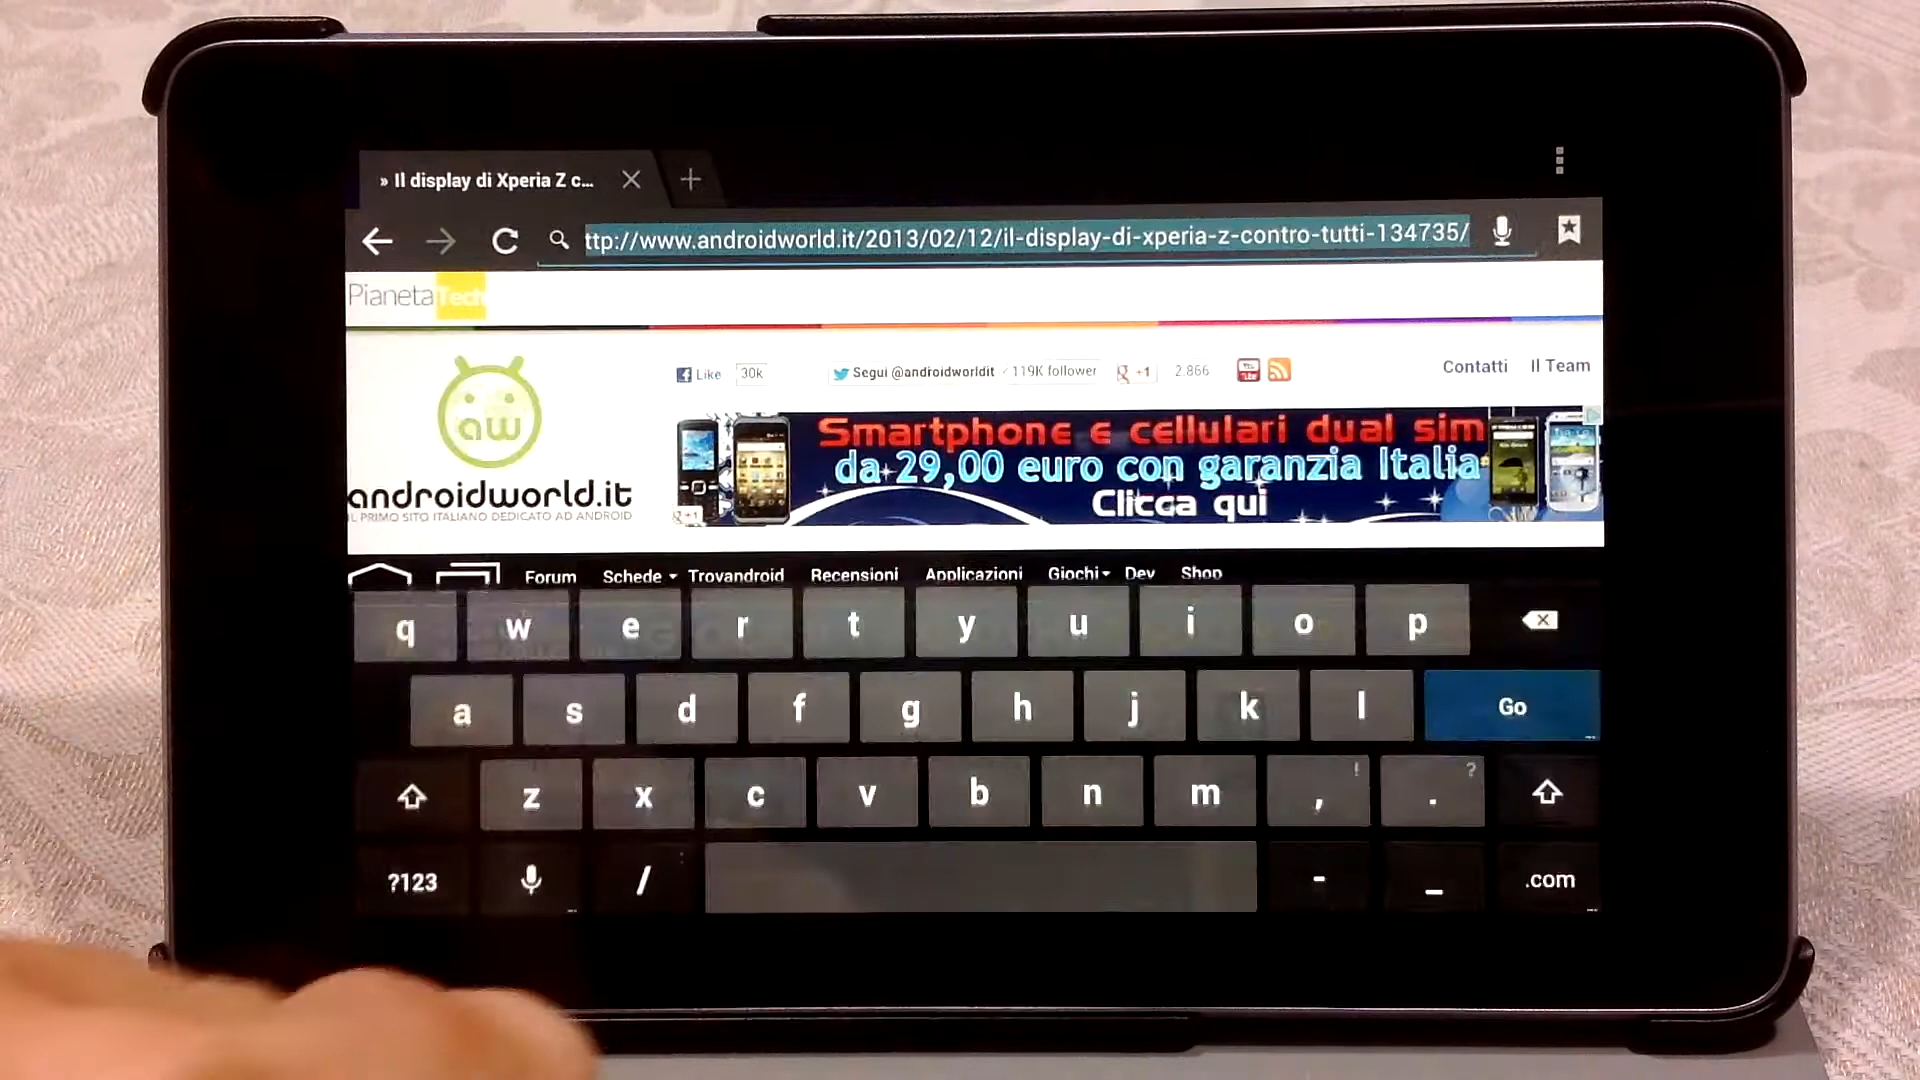 » Il display di Xperia Z c...
ttp://www.androidworld.it/2013/02/12/il-display-di-xperia-z-contro-tutti-134735/
PianetaTech
Like 30k Segui @androidworldit 119K follower g +1 2.866 Contatti Il Team
aw
androidworld.it
IL PRIMO SITO ITALIANO DEDICATO AD ANDROID
Smartphone e cellulari dual sim
da 29,00 euro con garanzia Italia
Clicca qui
g +1
Forum Schede Trovandroid Recensioni Applicazioni Giochi Dev Shop
q w e r t y u i o p
a s d f g h j k l Go
z x c v b n m , ! . ?
?123 / : - _ .com